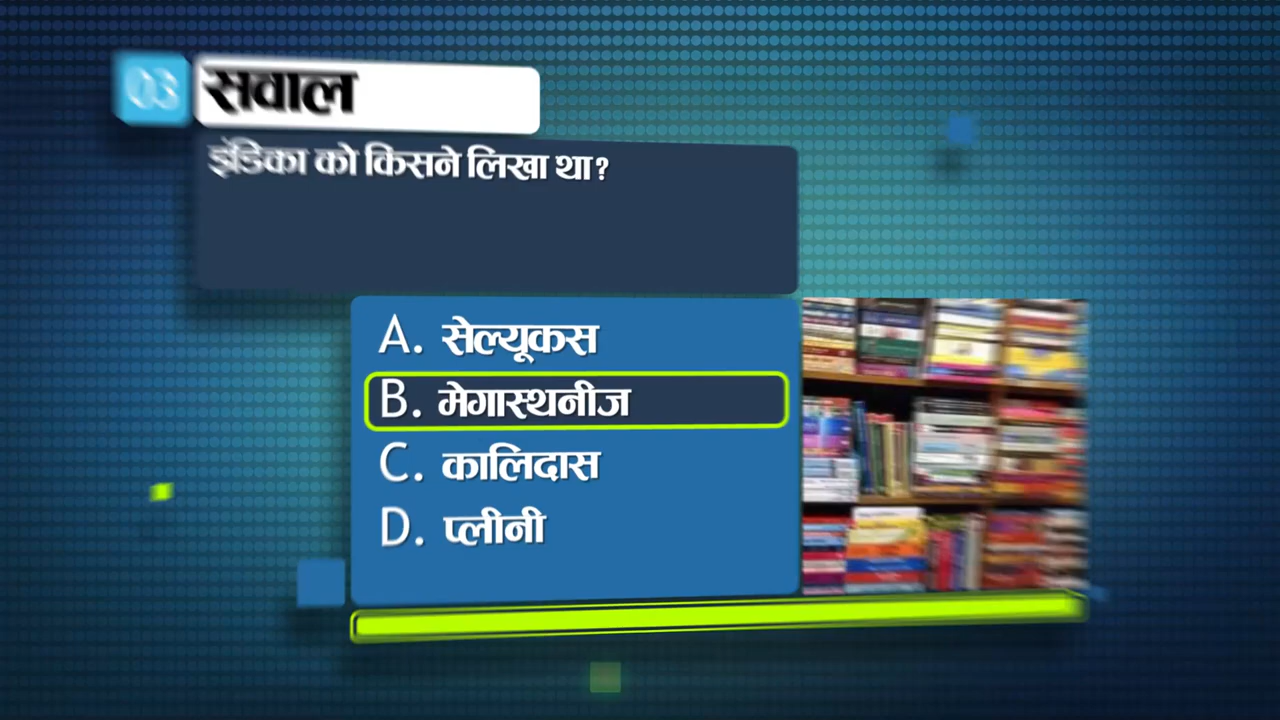 03
सवाल
इंडिका को किसने लिखा था?
A. सेल्यूकस
B. मेगास्थनीज
C. कालिदास
D. प्लीनी